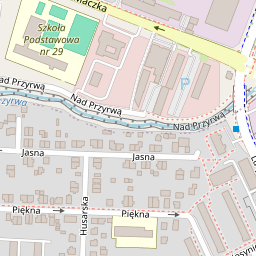 Szkoła
Podstawowa
nr 29
Nad Przyrwą
Nad Przyrwą
Jasna
Jasna
Husarska
Piękna
Piękna